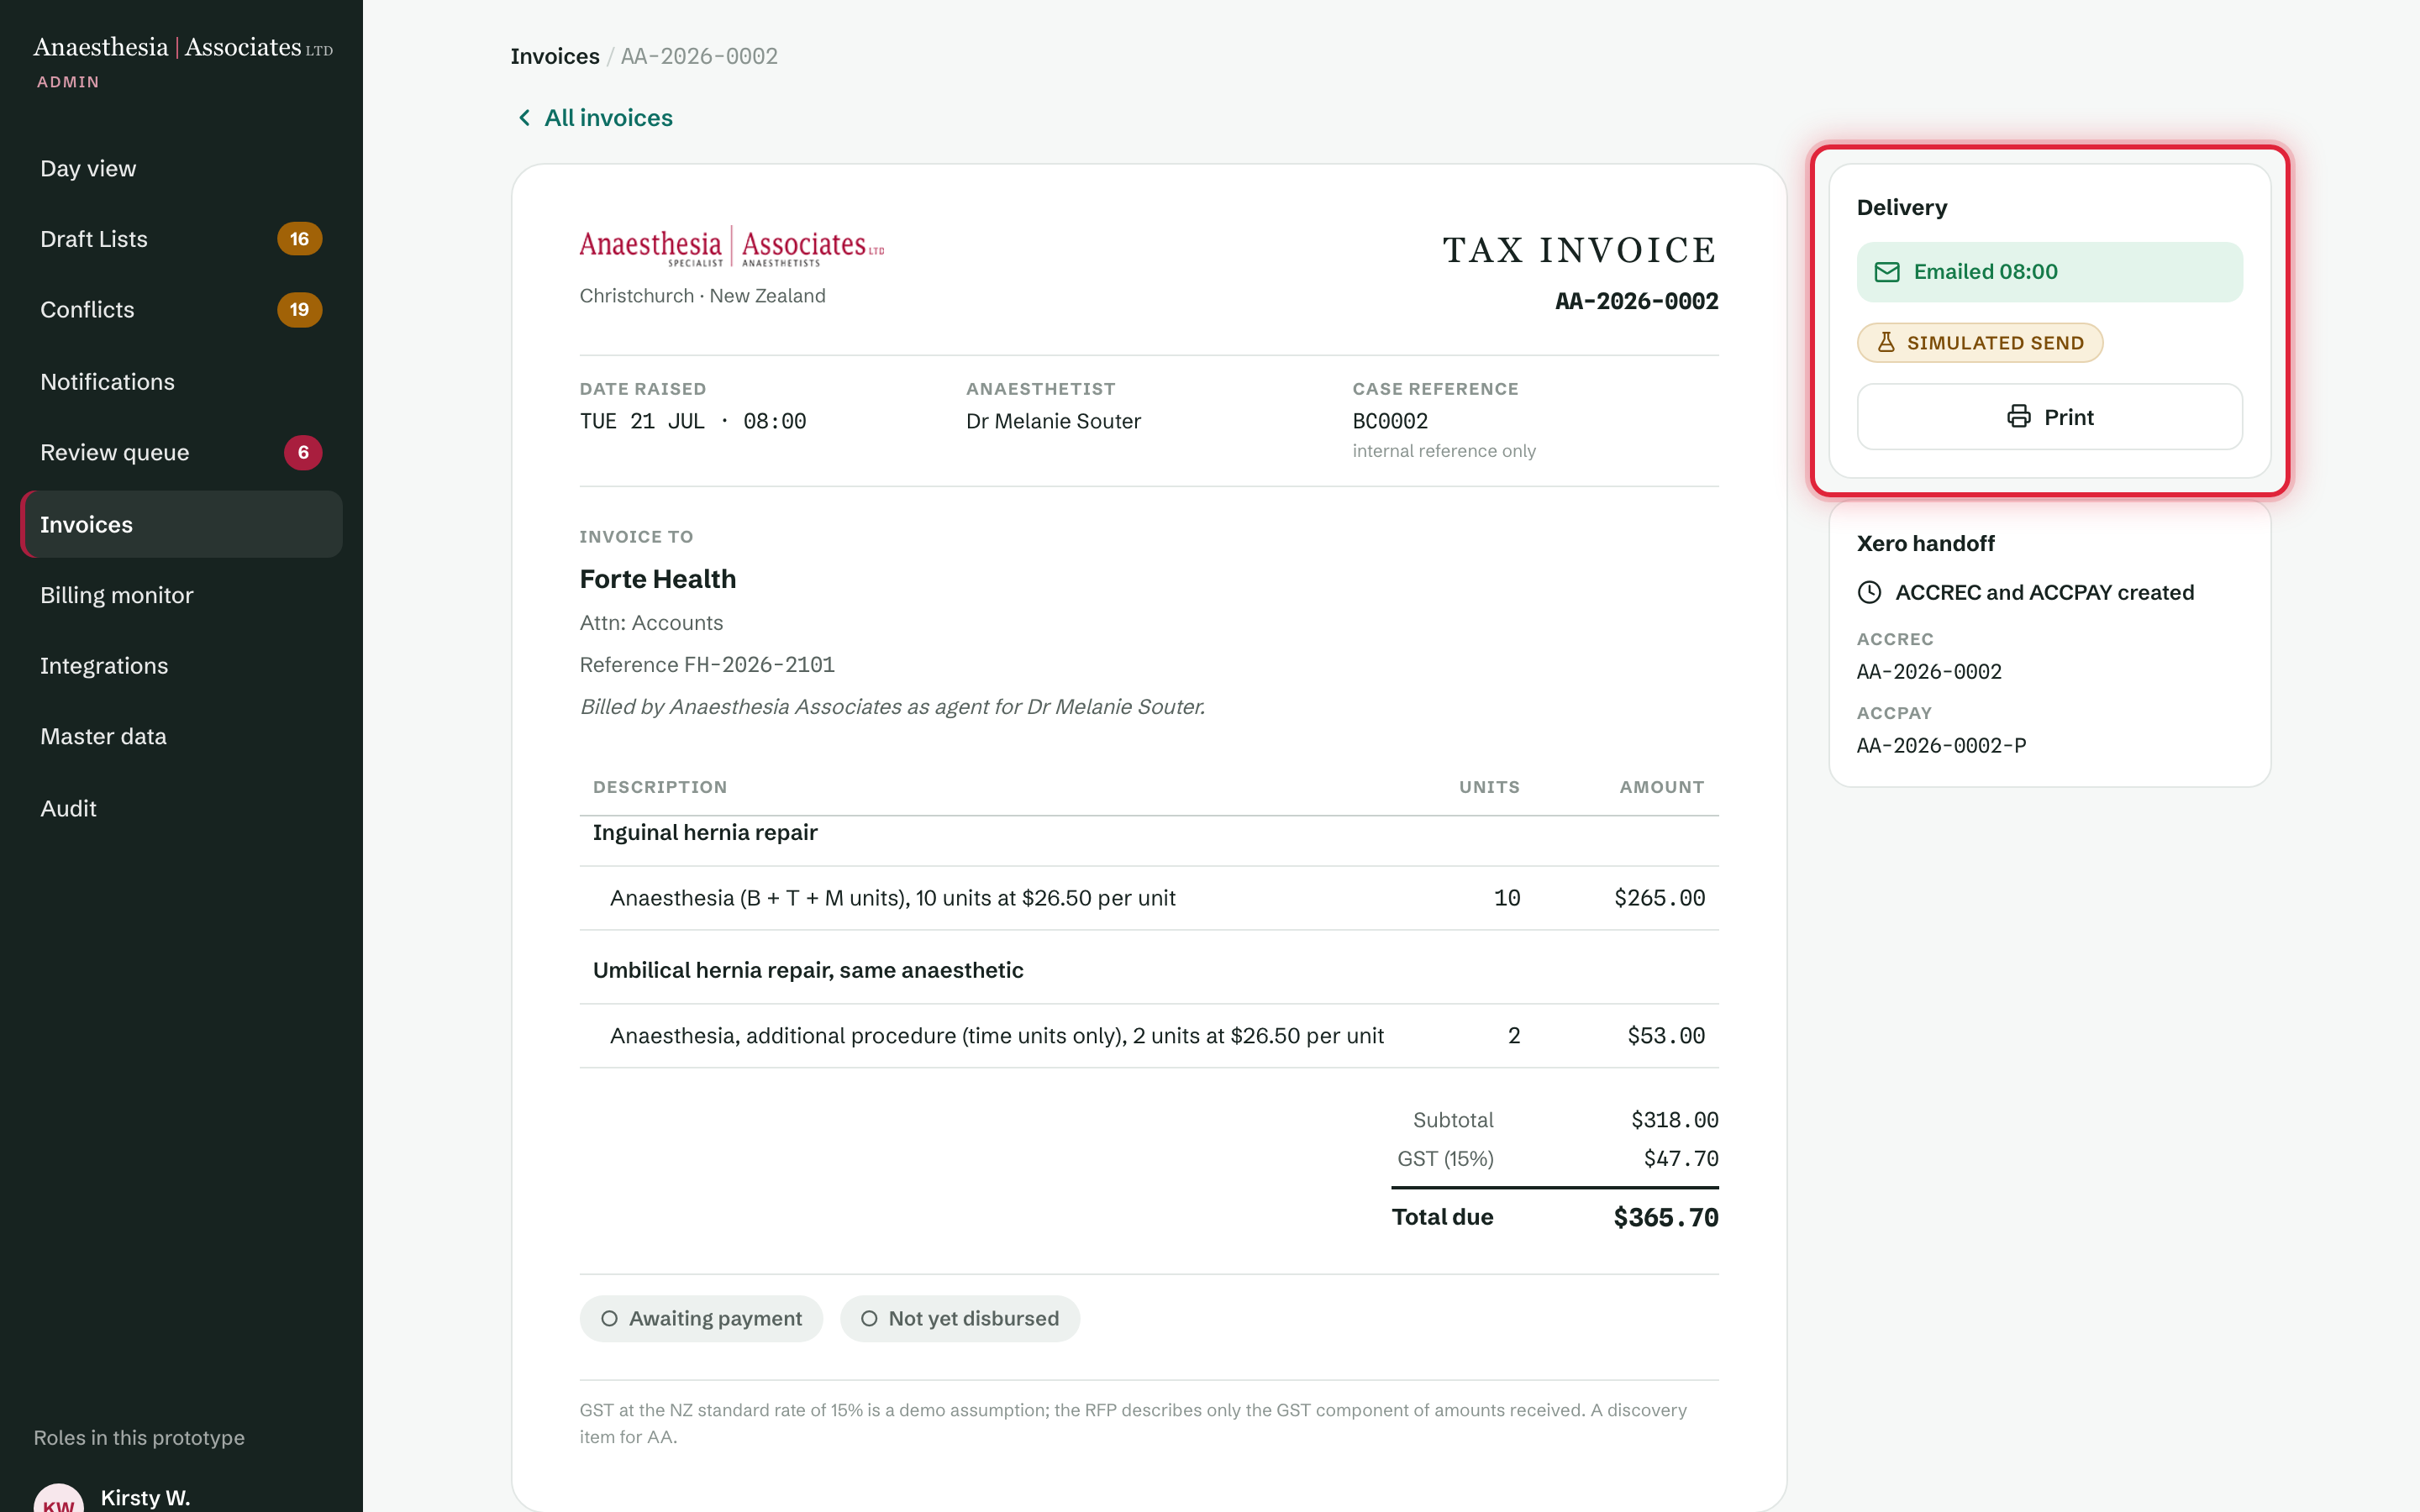 Anaesthesia | Associates LTD
ADMIN
Day view
Draft Lists 16
Conflicts 19
Notifications
Review queue 6
Invoices
Billing monitor
Integrations
Master data
Audit
Roles in this prototype
KW Kirsty W.
Invoices / AA-2026-0002
All invoices
Anaesthesia | Associates LTD
SPECIALIST ANAESTHETISTS
Christchurch · New Zealand
TAX INVOICE
AA-2026-0002
DATE RAISED
TUE 21 JUL · 08:00
ANAESTHETIST
Dr Melanie Souter
CASE REFERENCE
BC0002
internal reference only
INVOICE TO
Forte Health
Attn: Accounts
Reference FH-2026-2101
Billed by Anaesthesia Associates as agent for Dr Melanie Souter.
DESCRIPTION UNITS AMOUNT
Inguinal hernia repair
Anaesthesia (B + T + M units), 10 units at $26.50 per unit 10 $265.00
Umbilical hernia repair, same anaesthetic
Anaesthesia, additional procedure (time units only), 2 units at $26.50 per unit 2 $53.00
Subtotal $318.00
GST (15%) $47.70
Total due $365.70
Awaiting payment
Not yet disbursed
GST at the NZ standard rate of 15% is a demo assumption; the RFP describes only the GST component of amounts received. A discovery
item for AA.
Delivery
Emailed 08:00
SIMULATED SEND
Print
Xero handoff
ACCREC and ACCPAY created
ACCREC
AA-2026-0002
ACCPAY
AA-2026-0002-P